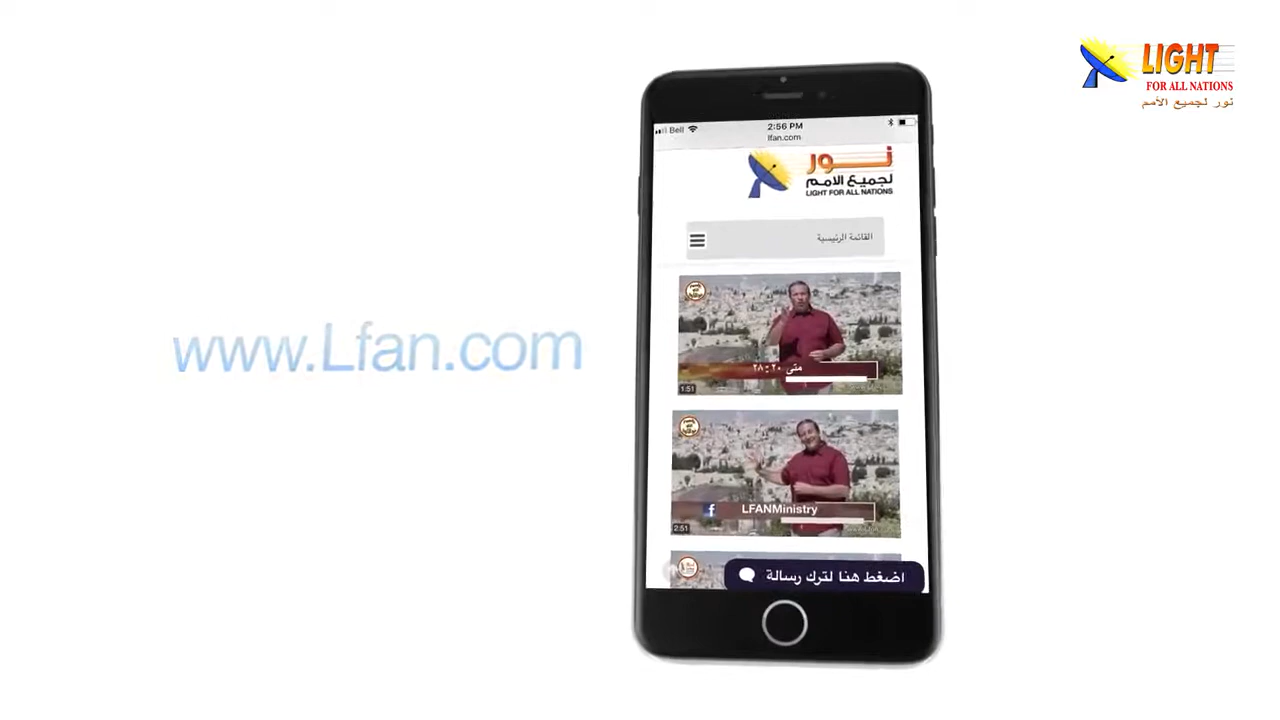 LIGHT
FOR ALL NATIONS
نور لجميع الأمم
Bell
2:56 PM
lfan.com
نور
لجميع الامم
LIGHT FOR ALL NATIONS
القائمة الرئيسية
www.Lfan.com
متى ٢٠ : ٢٨
1:51
LFANMinistry
2:51
اضغط هنا لترك رسالة